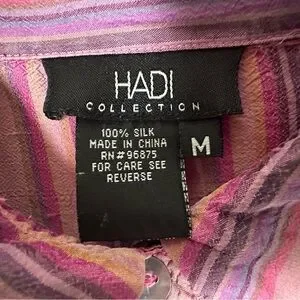 HADI
COLLECTION
100% SILK
MADE IN CHINA
RN#96875
FOR CARE SEE
REVERSE
M